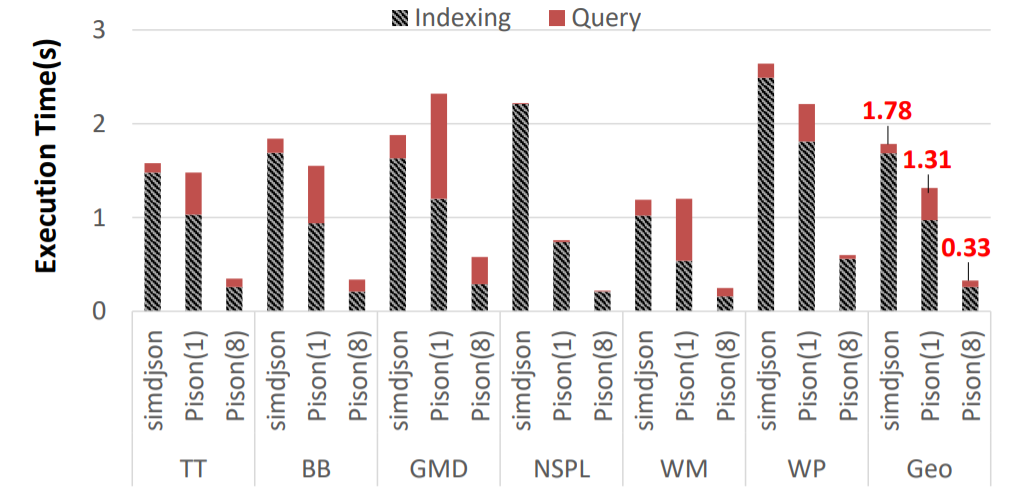 Indexing Query
Execution Time(s)
3
2
1
0
1.78
1.31
0.33
simdjson Pison(1) Pison(8) simdjson Pison(1) Pison(8) simdjson Pison(1) Pison(8) simdjson Pison(1) Pison(8) simdjson Pison(1) Pison(8) simdjson Pison(1) Pison(8) simdjson Pison(1) Pison(8)
TT BB GMD NSPL WM WP Geo